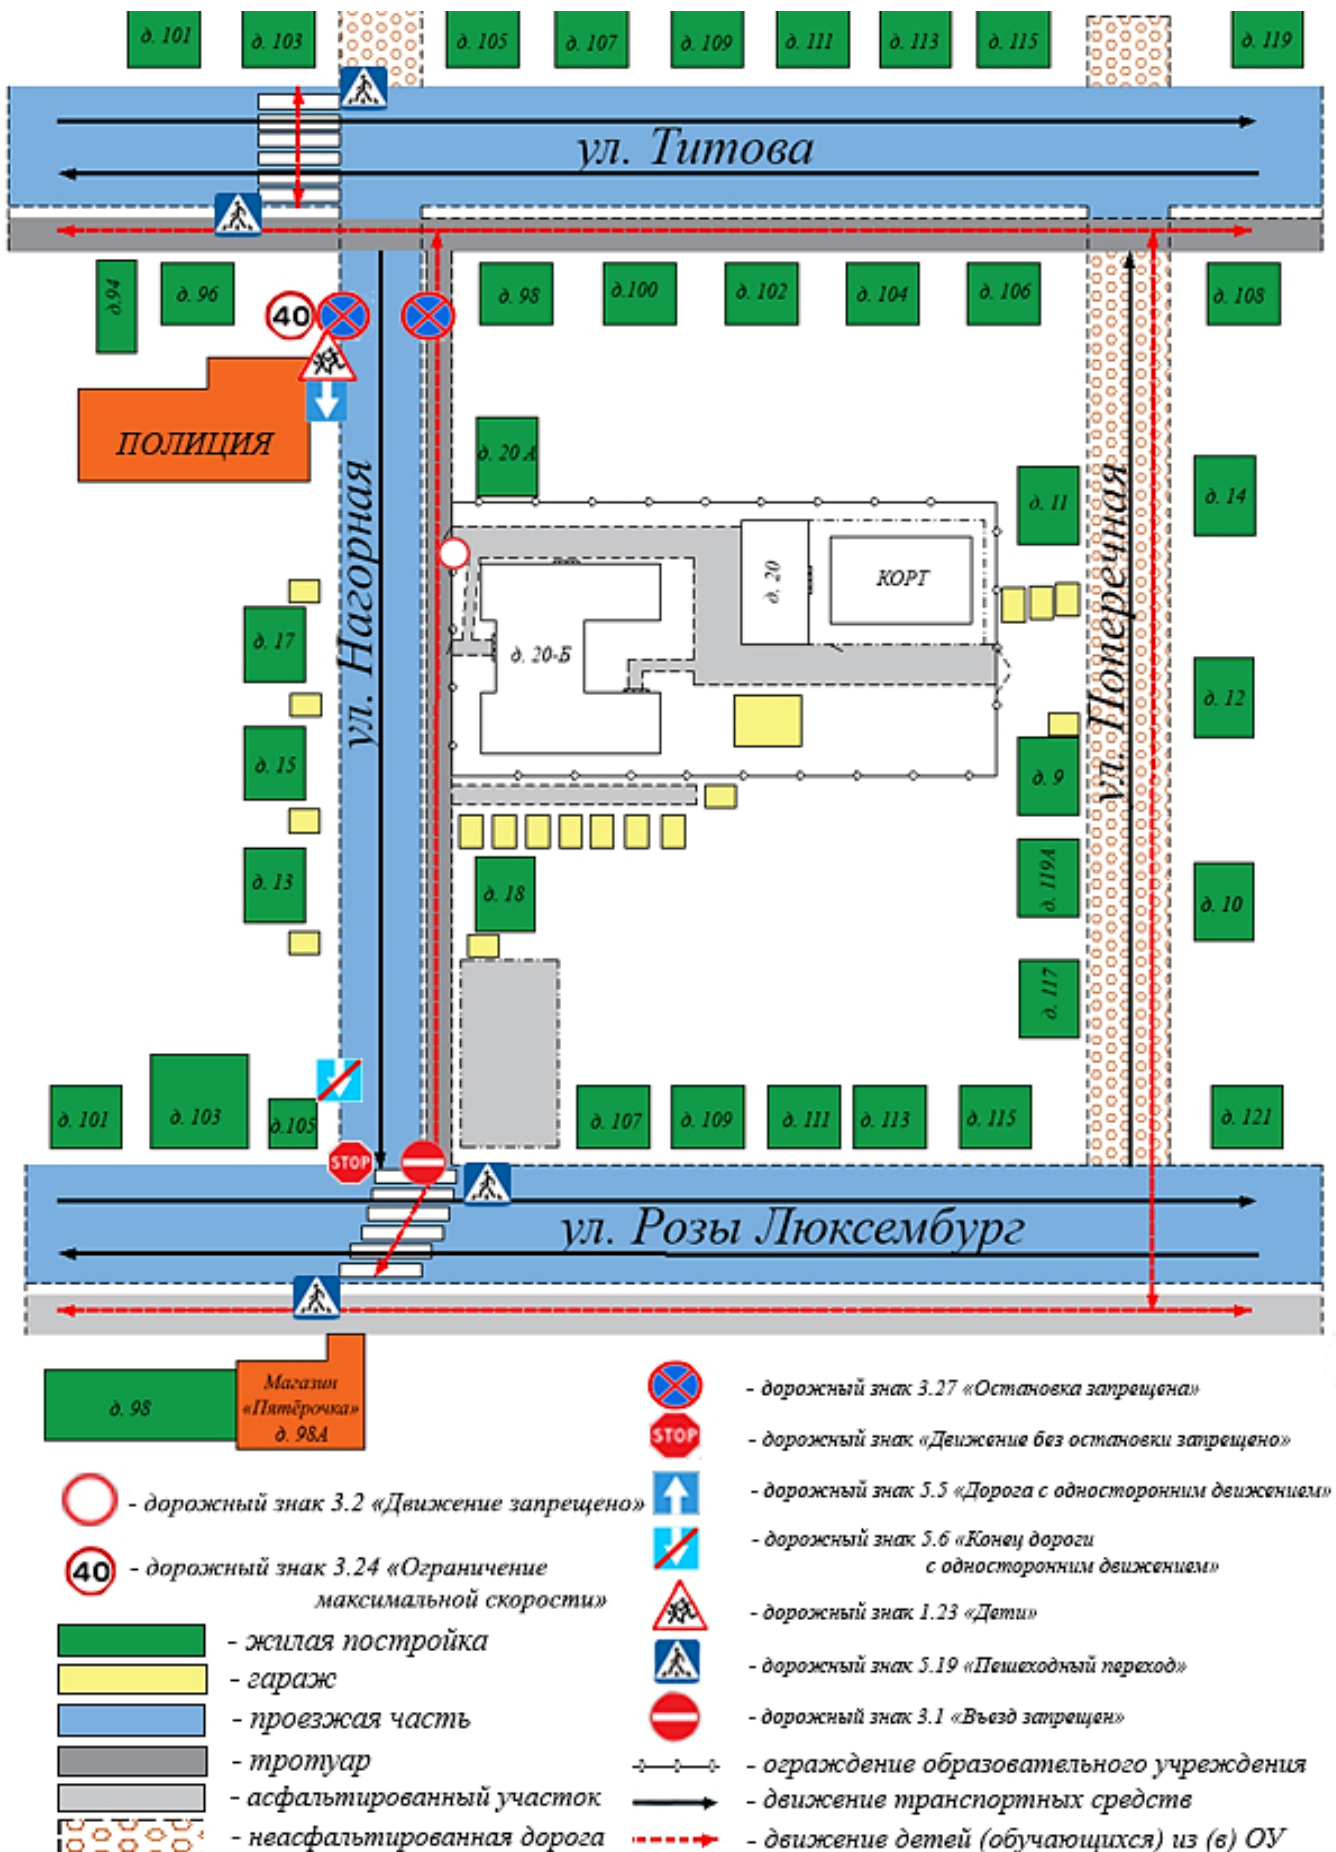 д. 101
д. 103
д. 105
д. 107
д. 109
д. 111
д. 113
д. 115
д. 119
ул. Титова
д.94
д. 96
д. 98
д.100
д. 102
д. 104
д. 106
д. 108
40
ПОЛИЦИЯ
ул. Нагорная
д. 20 А
д. 11
д. 14
ул. Поперечная
д. 20
КОРТ
д. 17
д. 20-Б
д. 12
д. 15
д. 9
д. 13
д. 18
д. 119А
д. 10
д. 117
д. 101
д. 103
д.105
д. 107
д. 109
д. 111
д. 113
д. 115
д. 121
STOP
ул. Розы Люксембург
д. 98
Магазин
«Пятёрочка»
д. 98А
- дорожный знак 3.27 «Остановка запрещена»
STOP
- дорожный знак «Движение без остановки запрещено»
- дорожный знак 3.2 «Движение запрещено»
- дорожный знак 5.5 «Дорога с односторонним движением»
40
- дорожный знак 3.24 «Ограничение
максимальной скорости»
- дорожный знак 5.6 «Конец дороги
с односторонним движением»
- дорожный знак 1.23 «Дети»
- жилая постройка
- дорожный знак 5.19 «Пешеходный переход»
- гараж
- проезжая часть
- дорожный знак 3.1 «Въезд запрещен»
- тротуар
- ограждение образовательного учреждения
- асфальтированный участок
- движение транспортных средств
- неасфальтированная дорога
- движение детей (обучающихся) из (в) ОУ